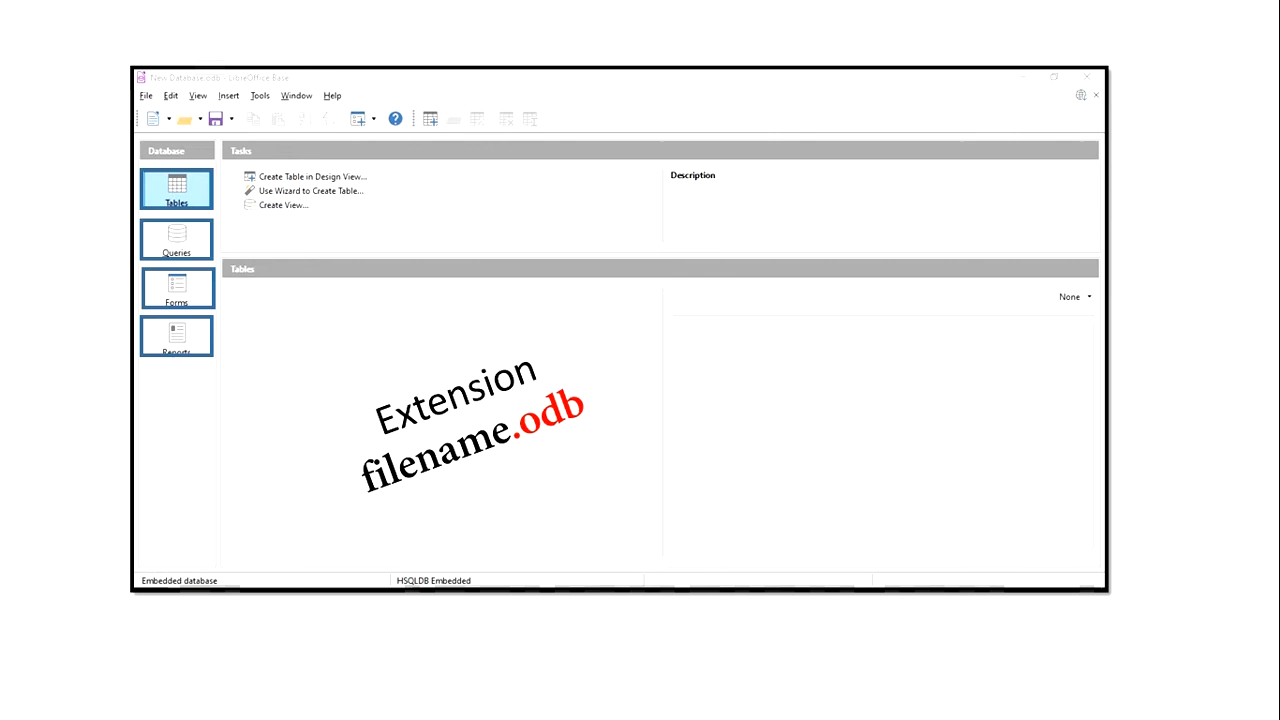 New Database.odb - LibreOffice Base
File Edit View Insert Tools Window Help
Database
Tasks
Tables
Queries
Forms
Reports
Create Table in Design View...
Use Wizard to Create Table...
Create View...
Description
Tables
None
Extension
filename.odb
Embedded database
HSQLDB Embedded